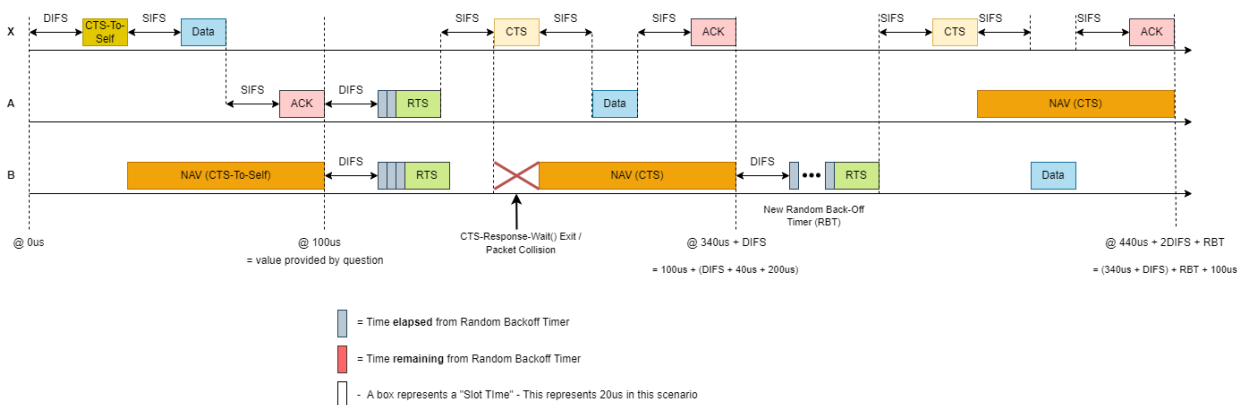 DIFS SIFS SIFS SIFS SIFS SIFS SIFS SIFS
X CTS-To-Self Data CTS ACK CTS ACK
SIFS DIFS
A ACK RTS Data NAV (CTS)
DIFS DIFS
B NAV (CTS-To-Self) RTS NAV (CTS) RTS Data
New Random Back-Off
Timer (RBT)
@ 0us
@ 100us
= value provided by question
CTS-Response-Wait() Exit /
Packet Collision
@ 340us + DIFS
= 100us + (DIFS + 40us + 200us)
@ 440us + 2DIFS + RBT
= (340us + DIFS) + RBT + 100us
= Time elapsed from Random Backoff Timer
= Time remaining from Random Backoff Timer
- A box represents a "Slot TIme" - This represents 20us in this scenario